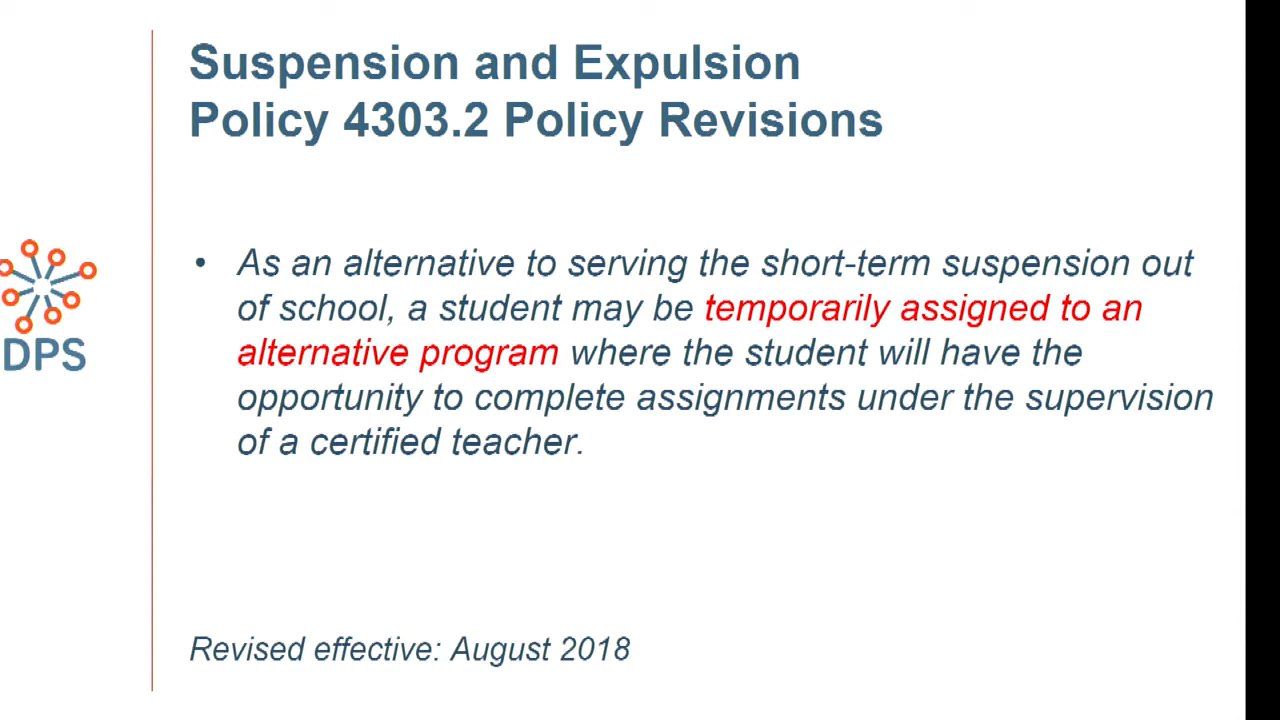 Suspension and Expulsion
Policy 4303.2 Policy Revisions
• As an alternative to serving the short-term suspension out
of school, a student may be temporarily assigned to an
alternative program where the student will have the
opportunity to complete assignments under the supervision
of a certified teacher.
DPS
Revised effective: August 2018